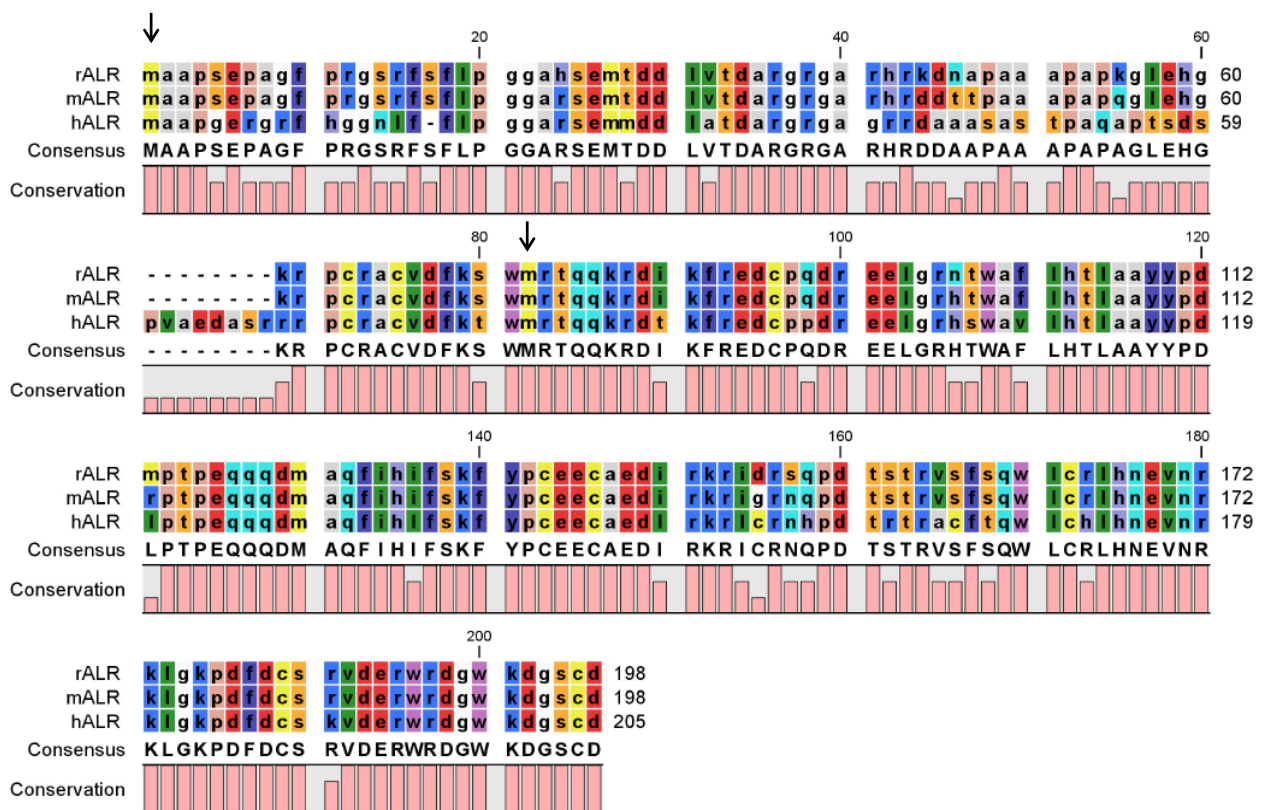 20 40 60
rALR maapsepagf prgsrfsflp ggahsemtdd lvtdargrga rhrkdnapaa apapkglehg 60
mALR maapsepagf prgsrfsflp ggarsemtdd lvtdargrga rhrddttpaa apapqglehg 60
hALR maapgergrf hggnlf-flp ggarsemmdd latdargrga grrdaaasas tpaqaptsds 59
Consensus MAAPSEPAGF PRGSRFSFLP GGARSEMTDD LVTDARGRGA RHRDDAAPAA APAPAGLEHG
Conservation
80 100 120
rALR --------kr pcracvdfks wmrtqqkrdi kfredcpqdr eelgrntwaf lhtlaayypd 112
mALR --------kr pcracvdfks wmrtqqkrdi kfredcpqdr eelgrhtwaf lhtlaayypd 112
hALR pvaedasrrr pcracvdfkt wmrtqqkrdt kfredcppdr eelgrhswav lhtlaayypd 119
Consensus --------KR PCRACVDFKS WMRTQQKRDI KFREDCPQDR EELGRHTWAF LHTLAAYYPD
Conservation
140 160 180
rALR mptpeqqqdm aqfihifskf ypceecaedi rkridrsqpd tstrvsfsqw lcrlhnevnr 172
mALR rptpeqqqdm aqfihifskf ypceecaedi rkrigrnqpd tstrvsfsqw lcrlhnevnr 172
hALR lptpeqqqdm aqfihlfskf ypceecaedl rkrlcrnhpd trtracftqw lchlhnevnr 179
Consensus LPTPEQQQDM AQFIHIFSKF YPCEECAEDI RKRICRNQPD TSTRVSFSQW LCRLHNEVNR
Conservation
200
rALR klgkpdfdcs rvderwrdgw kdgscd 198
mALR klgkpdfdcs rvderwrdgw kdgscd 198
hALR klgkpdfdcs kvderwrdgw kdgscd 205
Consensus KLGKPDFDCS RVDERWRDGW KDGSCD
Conservation